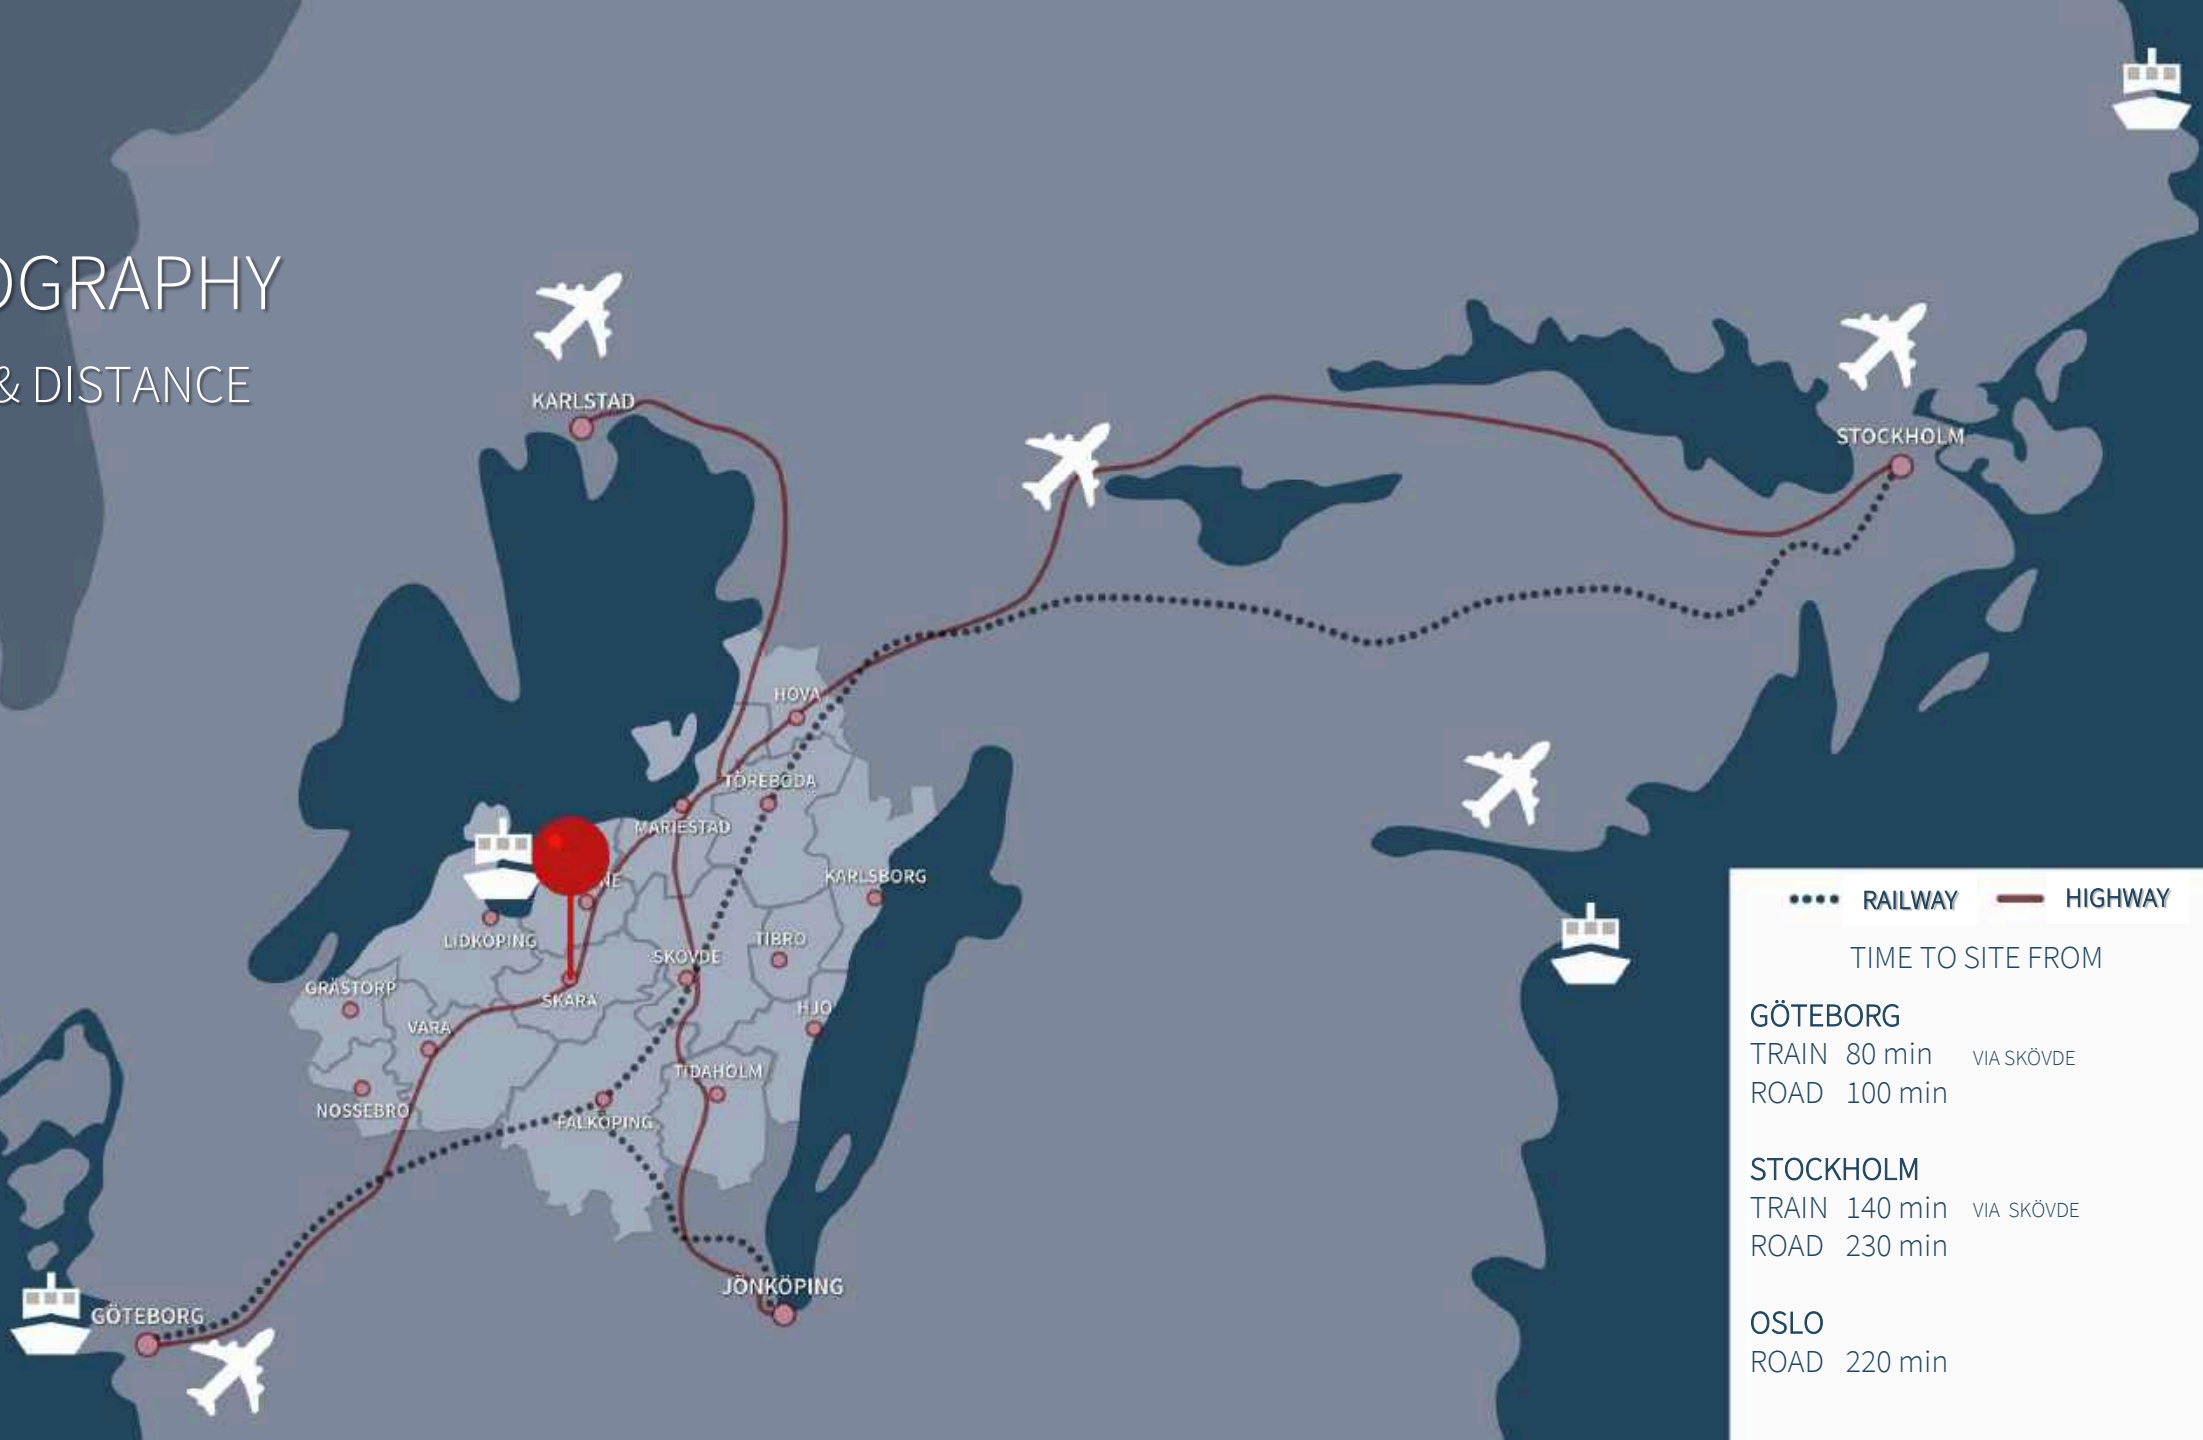 OGRAPHY
& DISTANCE
KARLSTAD
STOCKHOLM
HOVA
TÖREBODA
MARIESTAD
NE
KARLSBORG
LIDKÖPING
TIBRO
SKÖVDE
GRÄSTORP
SKARA
HJO
VARA
TIDAHOLM
NOSSEBRO
FALKÖPING
JÖNKÖPING
GÖTEBORG
RAILWAY HIGHWAY
TIME TO SITE FROM
GÖTEBORG
TRAIN 80 min VIA SKÖVDE
ROAD 100 min
STOCKHOLM
TRAIN 140 min VIA SKÖVDE
ROAD 230 min
OSLO
ROAD 220 min